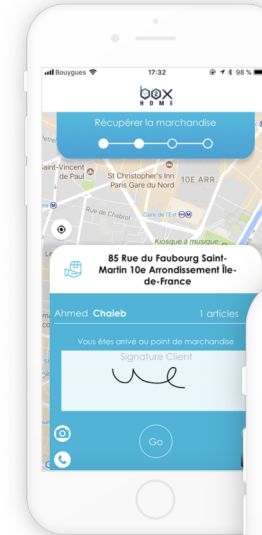 Bouygues 17:32 98 %
box
HOME
Récupérer la marchandise
aint-Vincent
de Paul
St Christopher's Inn
Paris Gare du Nord
10E ARR.
Rue de Chabrol
Gare de l'Est
Kiosque à musique
85 Rue du Faubourg Saint-
Martin 10e Arrondissement Île-
de-France
Ahmed Chaieb 1 articles
Vous êtes arrivé au point de marchandise
Signature Client
Go